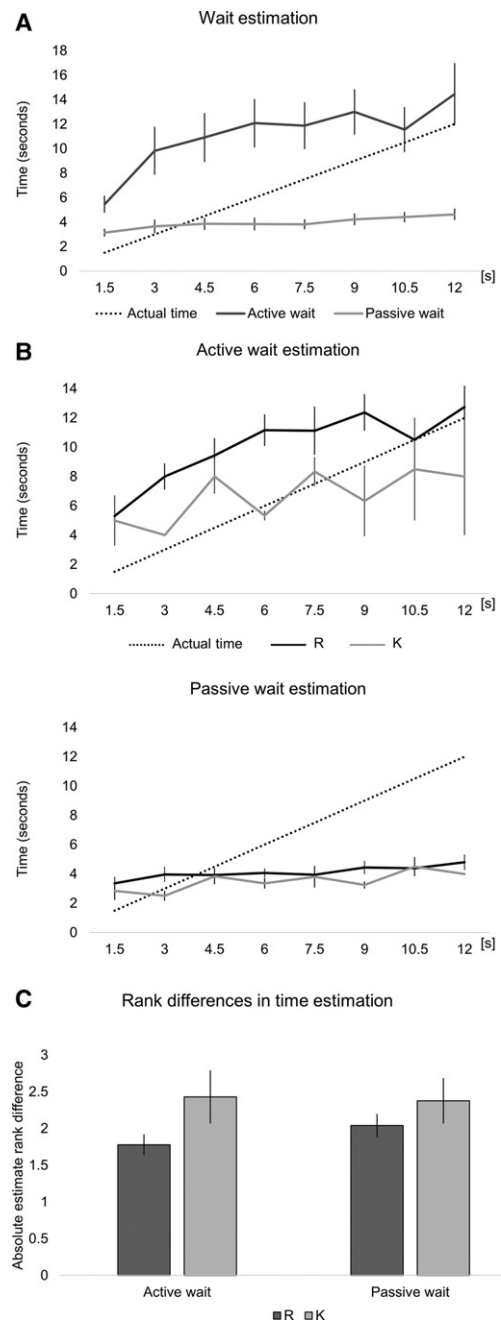 A
Wait estimation
Time (seconds)
18
16
14
12
10
8
6
4
2
0
1.5 3 4.5 6 7.5 9 10.5 12 [s]
Actual time Active wait Passive wait
B
Active wait estimation
Time (seconds)
14
12
10
8
6
4
2
0
1.5 3 4.5 6 7.5 9 10.5 12 [s]
Actual time R K
Passive wait estimation
Time (seconds)
14
12
10
8
6
4
2
0
1.5 3 4.5 6 7.5 9 10.5 12 [s]
C
Rank differences in time estimation
Absolute estimate rank difference
3
2.5
2
1.5
1
0.5
0
Active wait Passive wait
R K